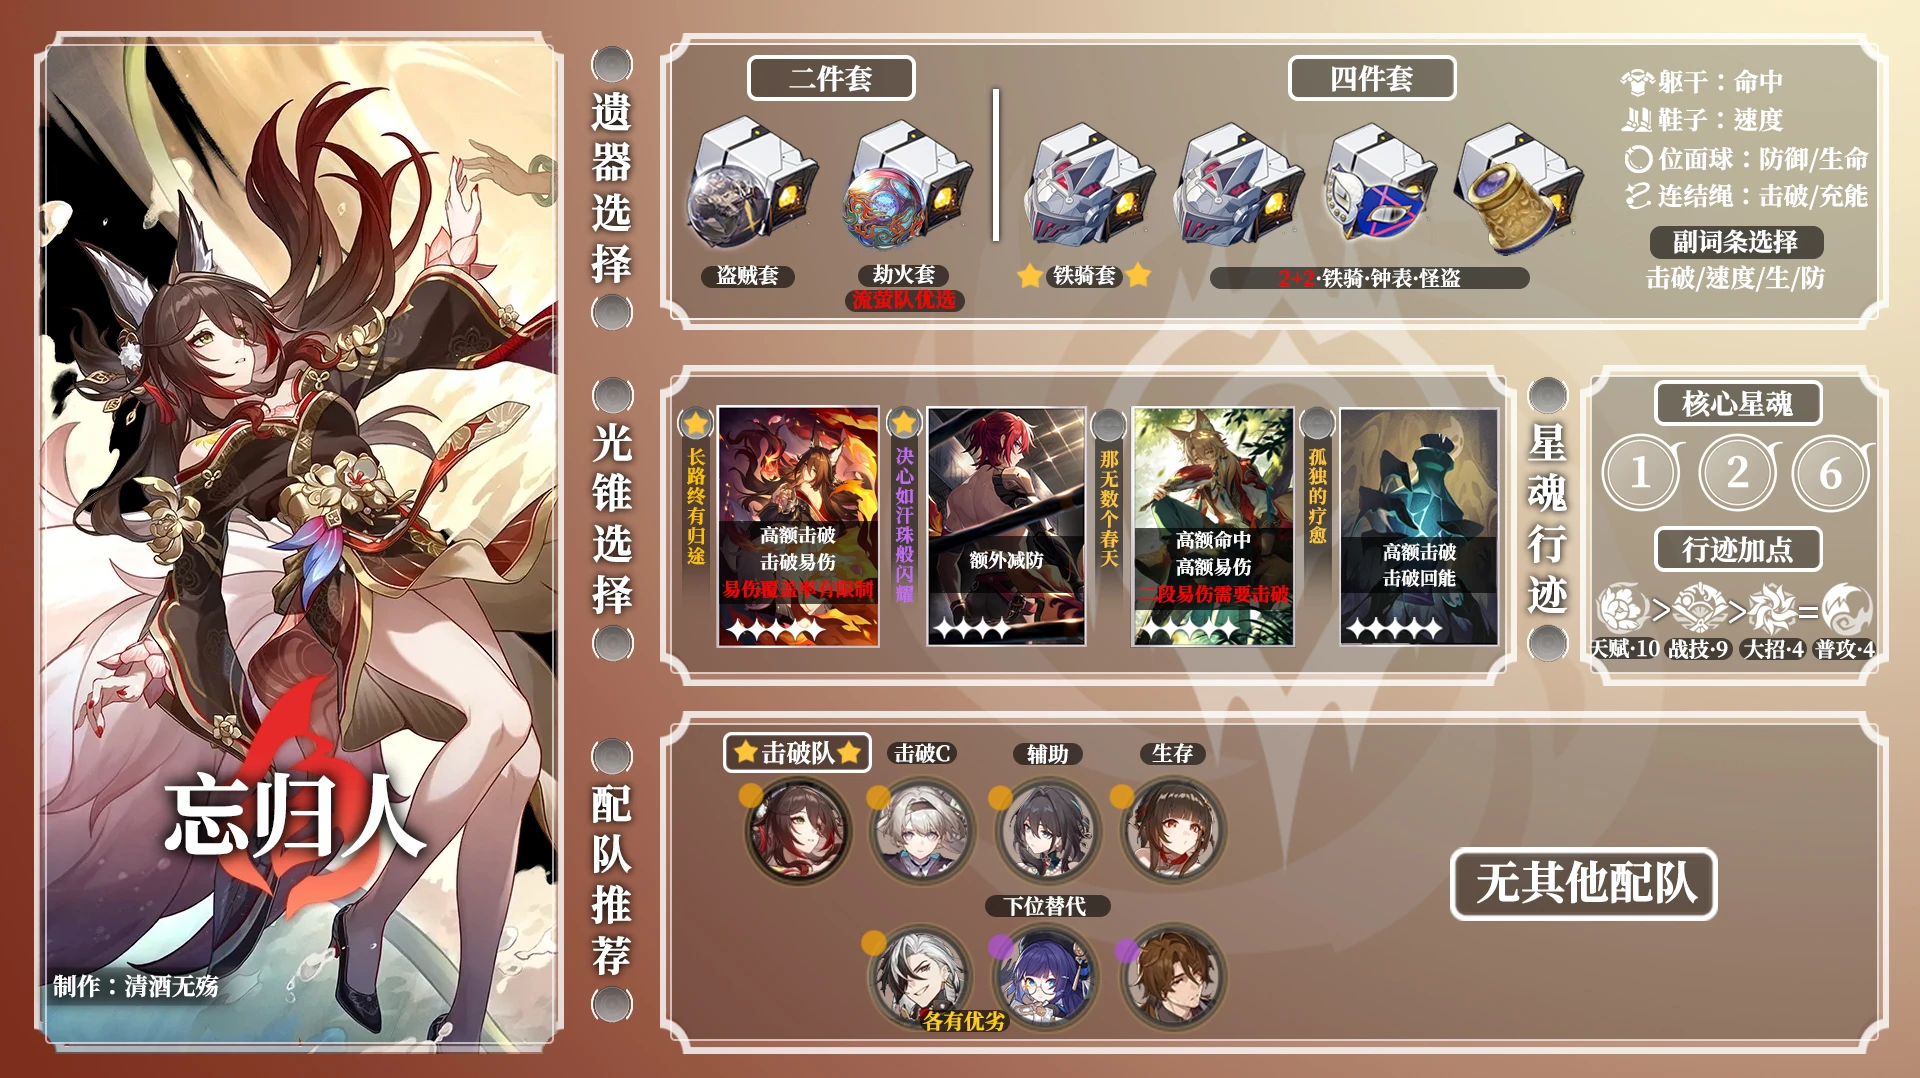 忘归人
制作：清酒无殇
遗器选择
二件套
盗贼套
劫火套
流萤队优选
四件套
铁骑套
2+2·铁骑·钟表·怪盗
躯干：命中
鞋子：速度
位面球：防御/生命
连结绳：击破/充能
副词条选择
击破/速度/生/防
光锥选择
长路终有归途
高额击破
击破易伤
易伤覆盖率有限制
决心如汗珠般闪耀
额外减防
那无数个春天
高额命中
高额易伤
二段易伤需要击破
孤独的疗愈
高额击破
击破回能
星魂行迹
核心星魂
1 2 6
行迹加点
> > =
天赋·10 战技·9 大招·4 普攻·4
配队推荐
击破队 击破C 辅助 生存
下位替代
各有优劣
无其他配队